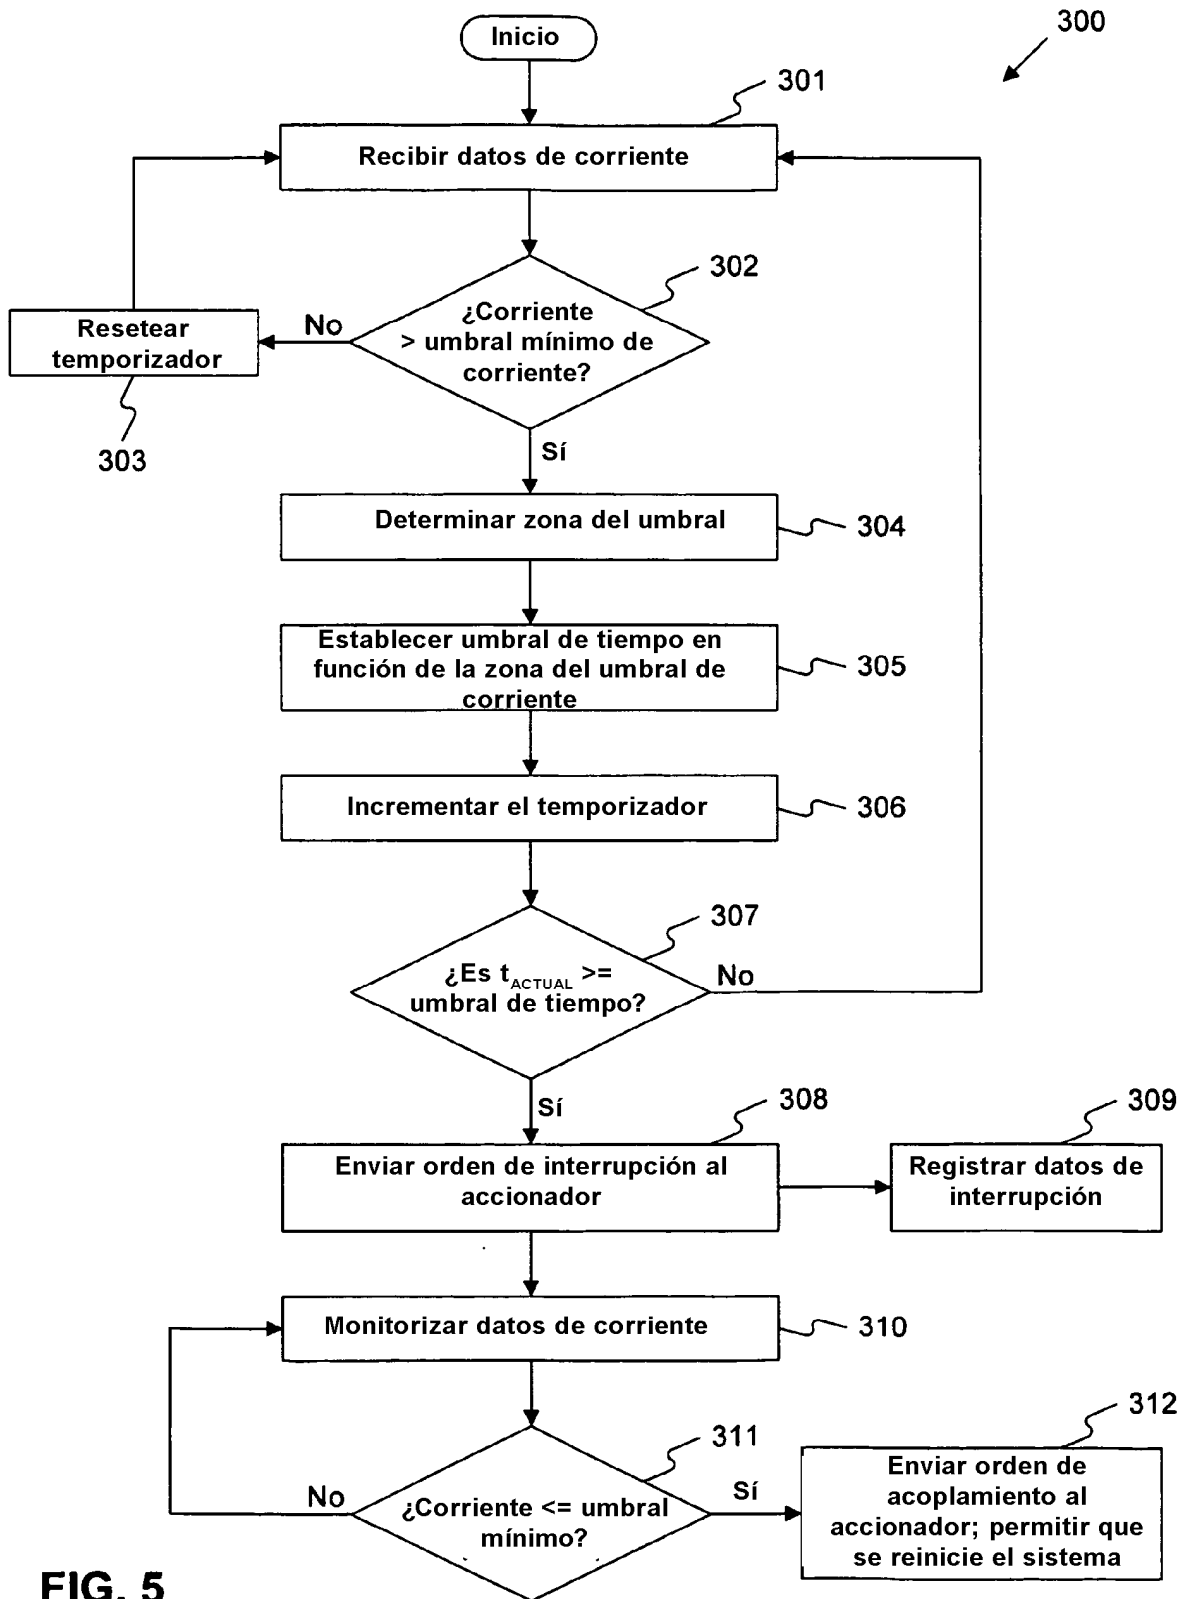 Inicio
300
301
Recibir datos de corriente
302
¿Corriente
> umbral mínimo de
corriente?
No
Resetear
temporizador
303
Sí
Determinar zona del umbral
304
Establecer umbral de tiempo en
función de la zona del umbral de
corriente
305
Incrementar el temporizador
306
307
¿Es tACTUAL >=
umbral de tiempo?
No
Sí
308
309
Enviar orden de interrupción al
accionador
Registrar datos de
interrupción
Monitorizar datos de corriente
310
311
312
¿Corriente <= umbral
mínimo?
No
Sí
Enviar orden de
acoplamiento al
accionador; permitir que
se reinicie el sistema
FIG. 5